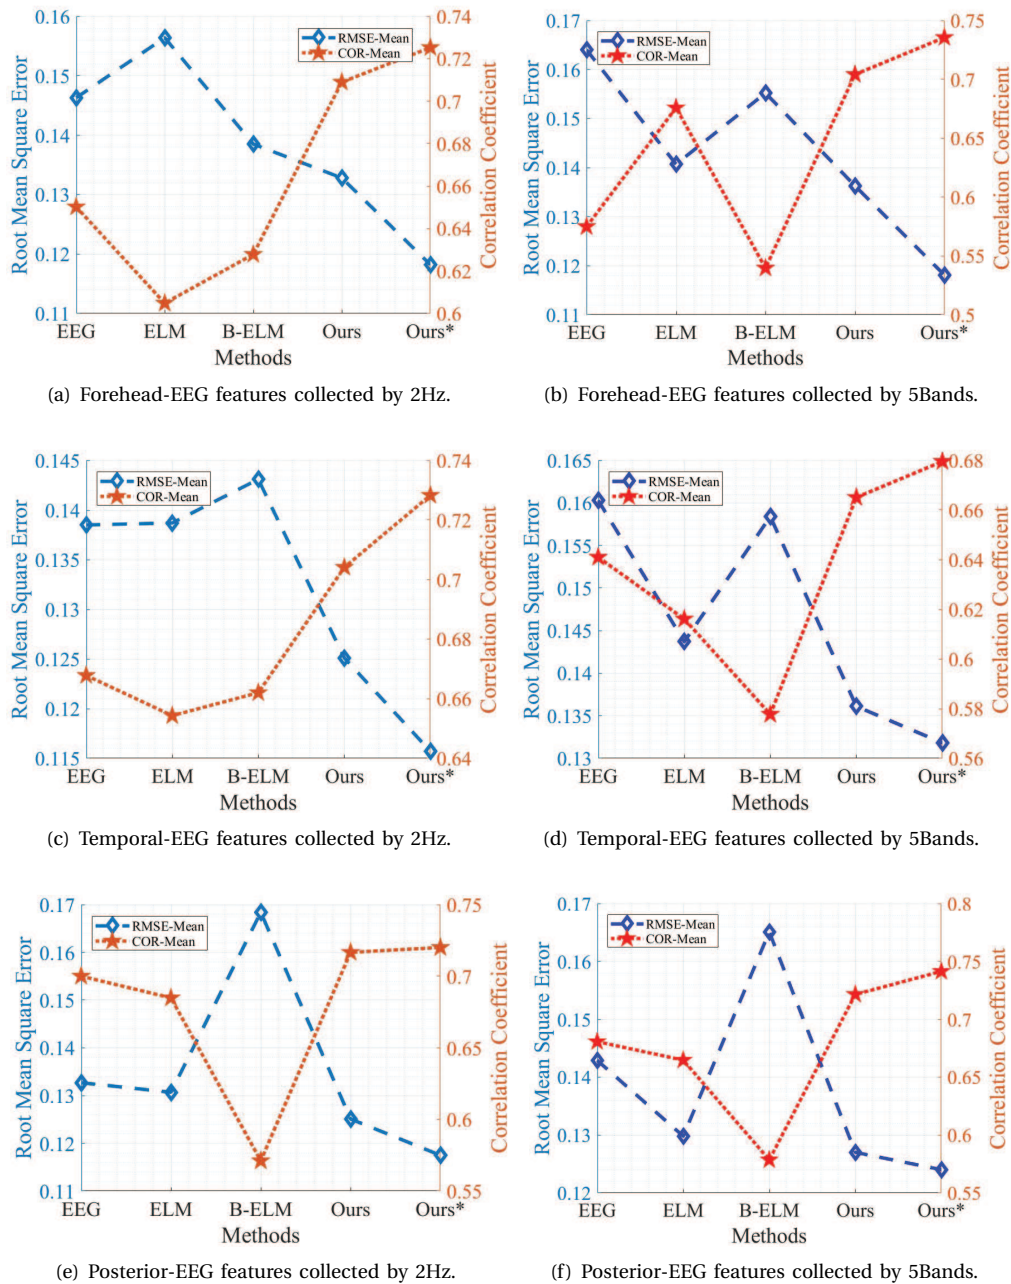 0.16
0.15
0.14
0.13
0.12
0.11
Root Mean Square Error
RMSE-Mean
COR-Mean
0.74
0.72
0.7
0.68
0.66
0.64
0.62
0.6
Correlation Coefficient
EEG ELM B-ELM Ours Ours*
Methods
(a) Forehead-EEG features collected by 2Hz.
0.17
0.16
0.15
0.14
0.13
0.12
0.11
Root Mean Square Error
RMSE-Mean
COR-Mean
0.75
0.7
0.65
0.6
0.55
0.5
Correlation Coefficient
EEG ELM B-ELM Ours Ours*
Methods
(b) Forehead-EEG features collected by 5Bands.
0.145
0.14
0.135
0.13
0.125
0.12
0.115
Root Mean Square Error
RMSE-Mean
COR-Mean
0.74
0.72
0.7
0.68
0.66
0.64
Correlation Coefficient
EEG ELM B-ELM Ours Ours*
Methods
(c) Temporal-EEG features collected by 2Hz.
0.165
0.16
0.155
0.15
0.145
0.14
0.135
0.13
Root Mean Square Error
RMSE-Mean
COR-Mean
0.68
0.66
0.64
0.62
0.6
0.58
0.56
Correlation Coefficient
EEG ELM B-ELM Ours Ours*
Methods
(d) Temporal-EEG features collected by 5Bands.
0.17
0.16
0.15
0.14
0.13
0.12
0.11
Root Mean Square Error
RMSE-Mean
COR-Mean
0.75
0.7
0.65
0.6
0.55
Correlation Coefficient
EEG ELM B-ELM Ours Ours*
Methods
(e) Posterior-EEG features collected by 2Hz.
0.17
0.16
0.15
0.14
0.13
0.12
Root Mean Square Error
RMSE-Mean
COR-Mean
0.8
0.75
0.7
0.65
0.6
0.55
Correlation Coefficient
EEG ELM B-ELM Ours Ours*
Methods
(f) Posterior-EEG features collected by 5Bands.